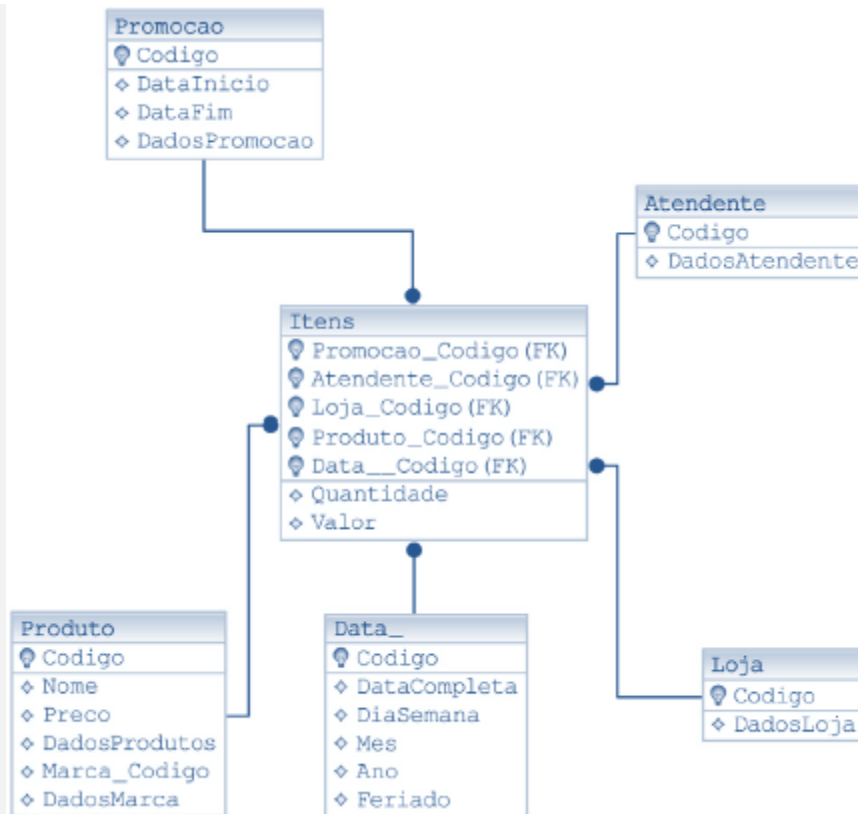 Promocao
Codigo
DataInicio
DataFim
DadosPromocao
Atendente
Codigo
DadosAtendente
Itens
Promocao_Codigo (FK)
Atendente_Codigo (FK)
Loja_Codigo (FK)
Produto_Codigo (FK)
Data__Codigo (FK)
Quantidade
Valor
Produto
Codigo
Nome
Preco
DadosProdutos
Marca_Codigo
DadosMarca
Data_
Codigo
DataCompleta
DiaSemana
Mes
Ano
Feriado
Loja
Codigo
DadosLoja